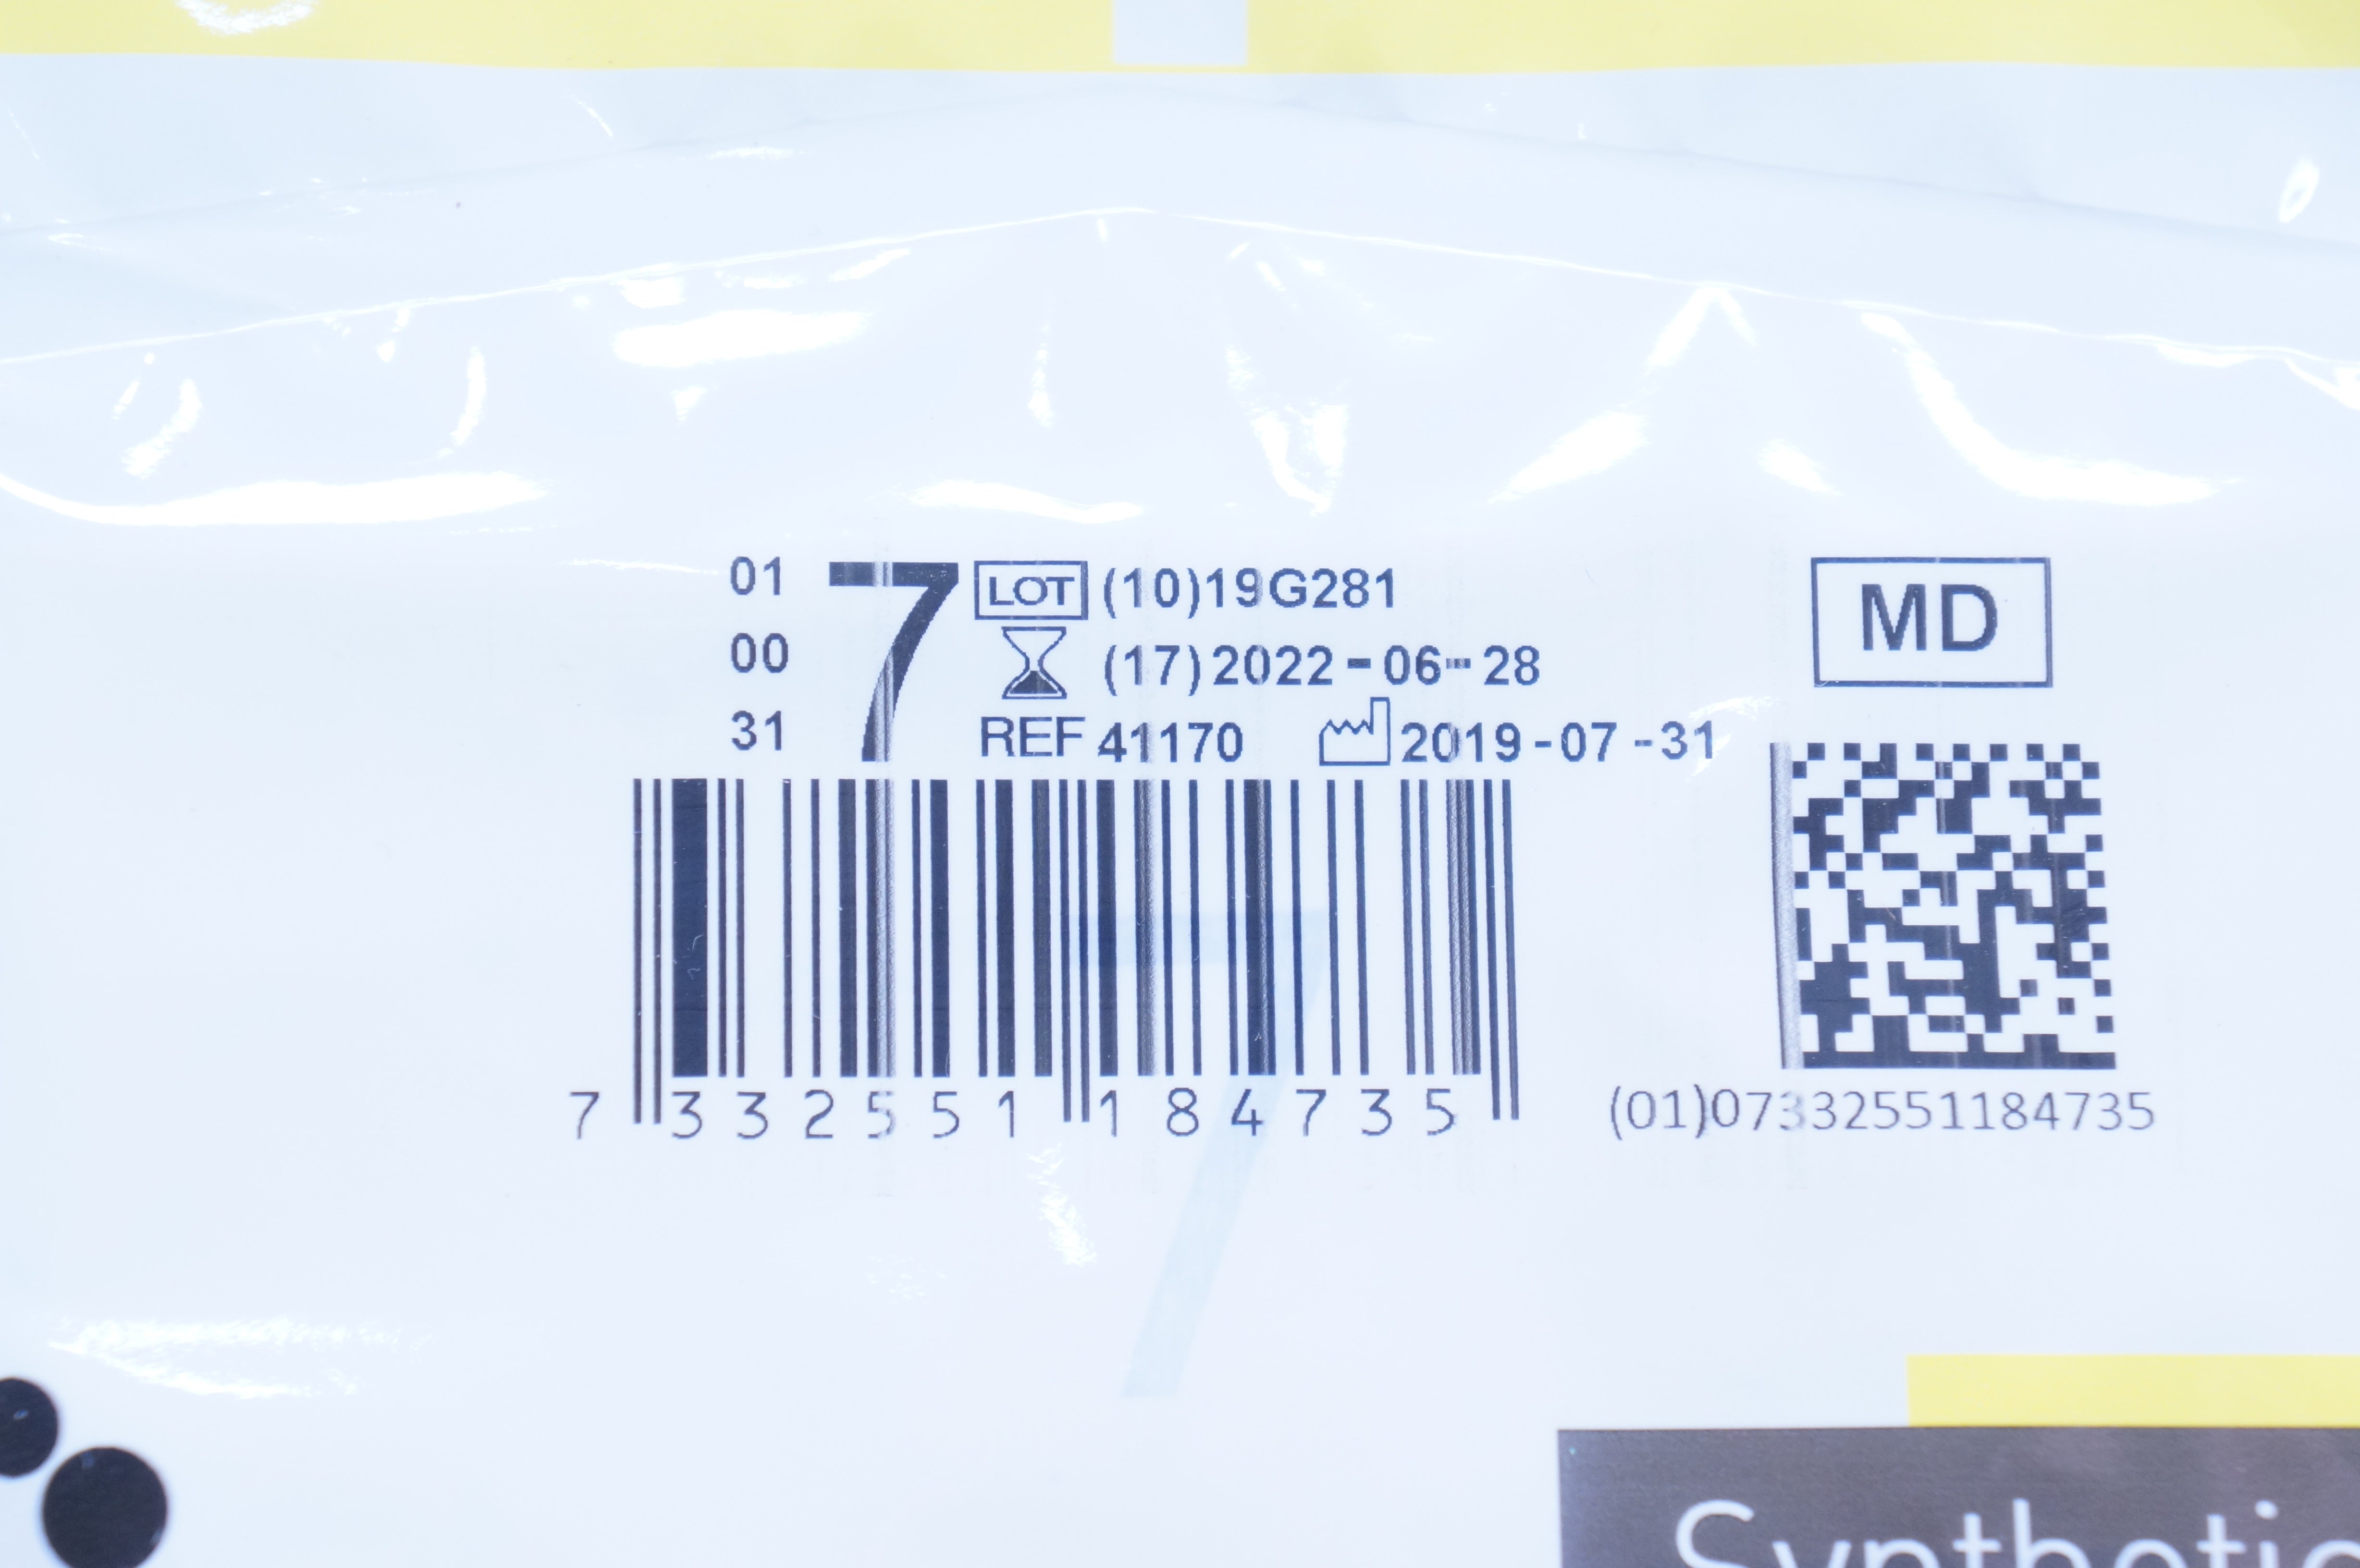 01
00
31
7
LOT (10)19G281
(17)2022-06-28
REF 41170 2019-07-31
MD
7 332551 184735
(01)07332551184735
7
Synthetic